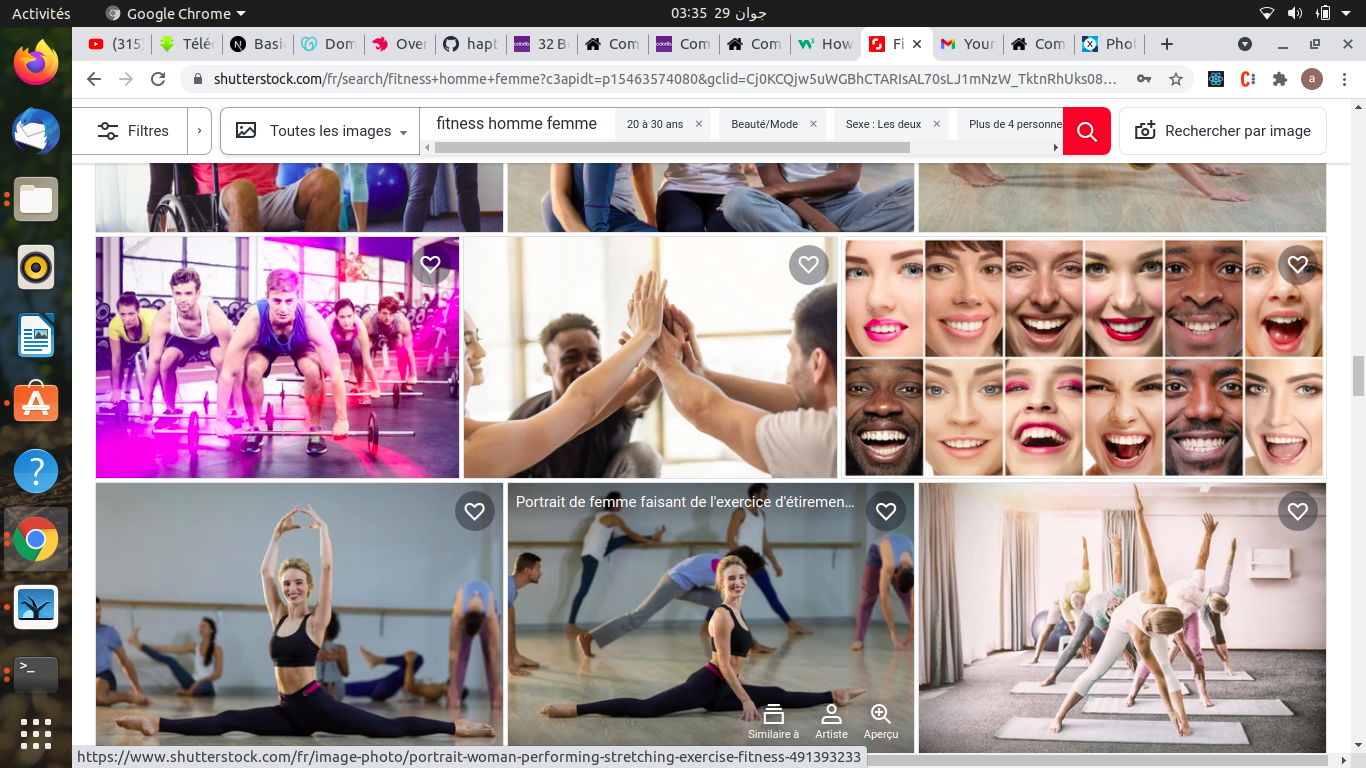 Activités
Google Chrome
03:35 29 جوان
(315)
Téléc
Basi
Dom
Over
hapt
32 B
Com
Com
Com
How
Fi
Your
Com
Phot
shutterstock.com/fr/search/fitness+homme+femme?c3apidt=p15463574080&gclid=Cj0KCQjw5uWGBhCTARIsAL70sLJ1mNzW_TktnRhUks08…
a
Filtres
Toutes les images
fitness homme femme
20 à 30 ans
Beauté/Mode
Sexe : Les deux
Plus de 4 personne
Rechercher par image
Portrait de femme faisant de l'exercice d'étiremen...
Similaire à
Artiste
Aperçu
https://www.shutterstock.com/fr/image-photo/portrait-woman-performing-stretching-exercise-fitness-491393233